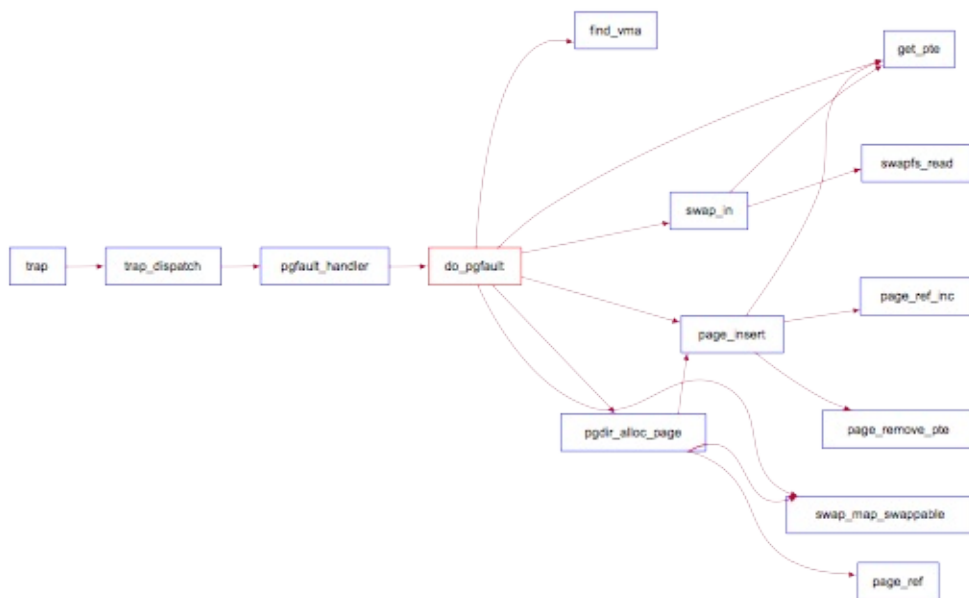 find_vma
get_pte
swapfs_read
swap_in
trap
trap_dispatch
pgfault_handler
do_pgfault
page_ref_inc
page_insert
pgdir_alloc_page
page_remove_pte
swap_map_swappable
page_ref